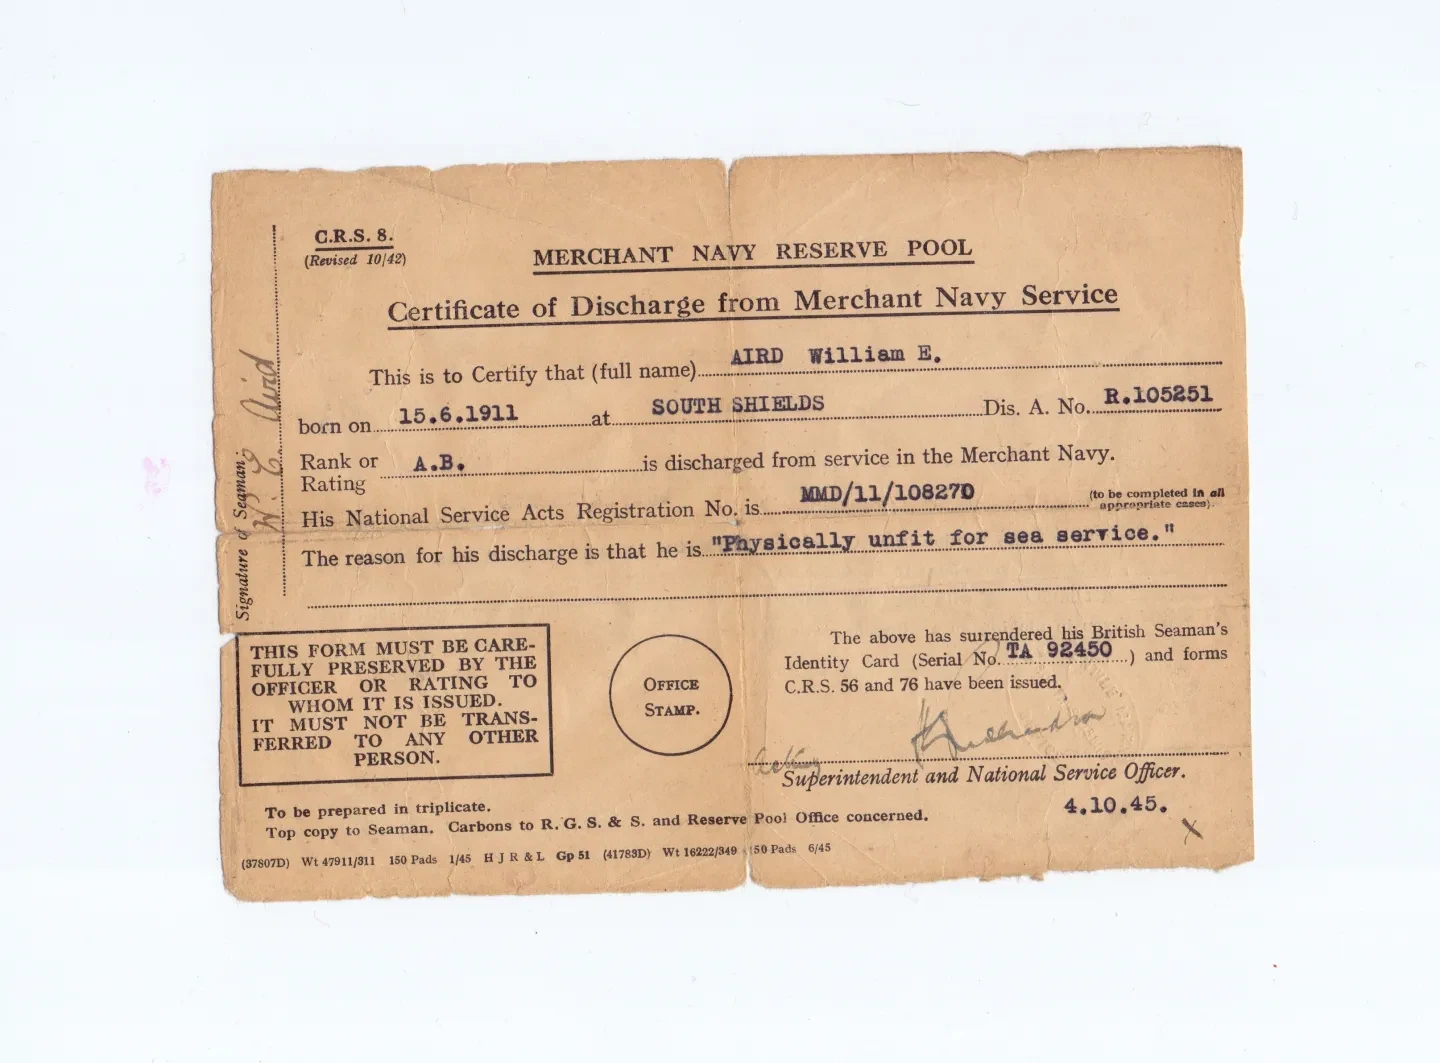 C.R.S. 8.
(Revised 10/42)
MERCHANT NAVY RESERVE POOL
Certificate of Discharge from Merchant Navy Service
This is to Certify that (full name) AIRD William E.
born on 15.6.1911 at SOUTH SHIELDS Dis. A. No. R.105251
Rank or Rating A.B. is discharged from service in the Merchant Navy.
His National Service Acts Registration No. is MMD/11/10827D (to be completed in all appropriate cases).
The reason for his discharge is that he is "Physically unfit for sea service."
Signature of Seaman: W. E. Aird
THIS FORM MUST BE CARE-
FULLY PRESERVED BY THE
OFFICER OR RATING TO
WHOM IT IS ISSUED.
IT MUST NOT BE TRANS-
FERRED TO ANY OTHER
PERSON.
OFFICE
STAMP.
The above has surrendered his British Seaman's
Identity Card (Serial No. TA 92450) and forms
C.R.S. 56 and 76 have been issued.
Acting
Superintendent and National Service Officer.
4.10.45.
X
To be prepared in triplicate.
Top copy to Seaman. Carbons to R.G.S. & S. and Reserve Pool Office concerned.
(37807D) Wt 47911/311 150 Pads 1/45 H J R & L Gp 51 (41783D) Wt 16222/349 50 Pads 6/45